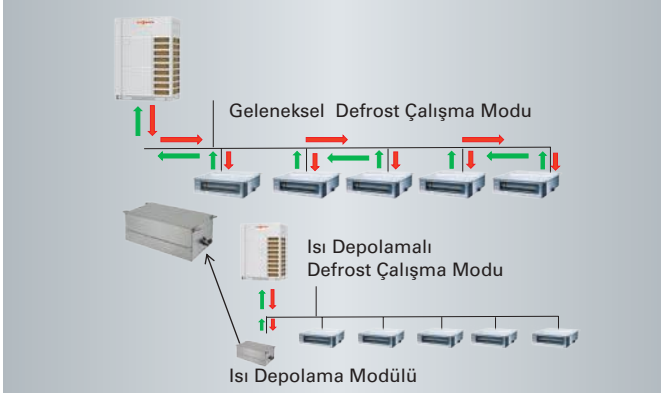 Geleneksel Defrost Çalışma Modu
Isı Depolamalı
Defrost Çalışma Modu
Isı Depolama Modülü